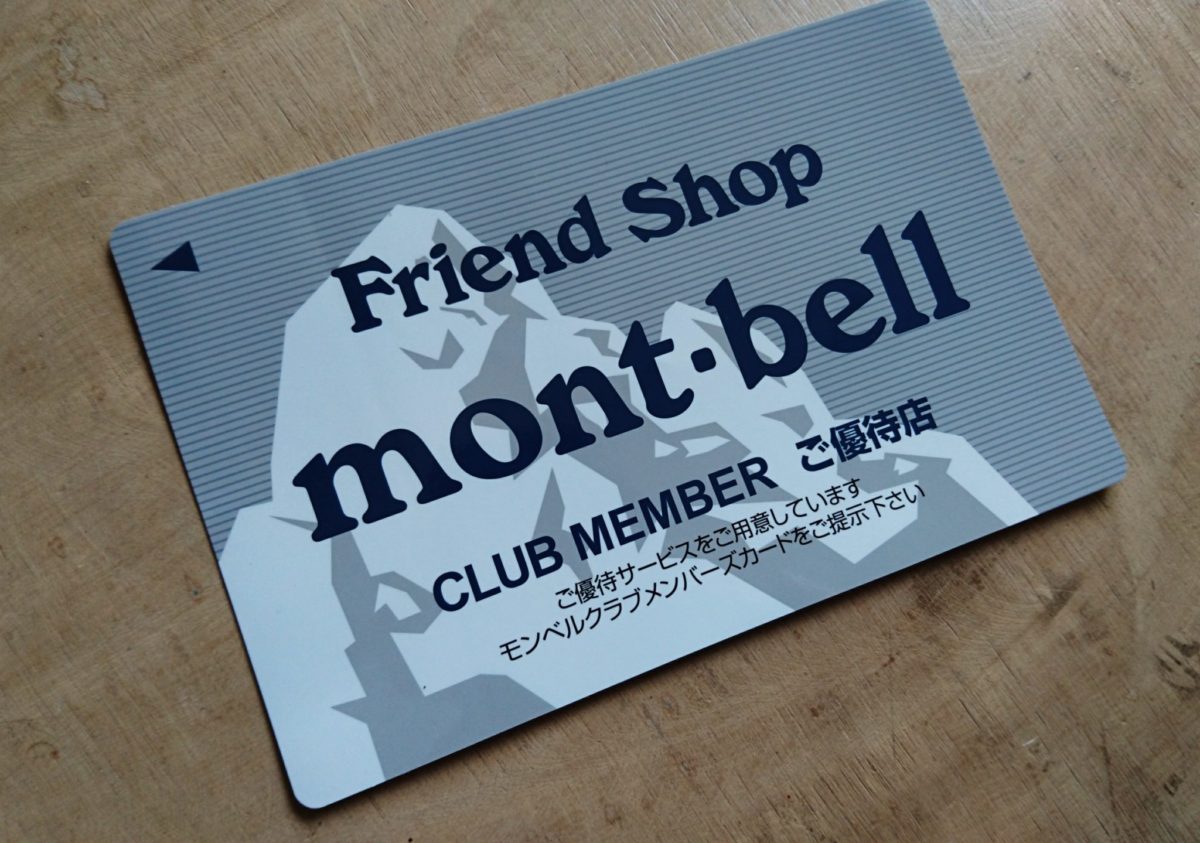 Friend Shop
mont・bell
CLUB MEMBER ご優待店
ご優待サービスをご用意しています
モンベルクラブメンバーズカードをご提示下さい